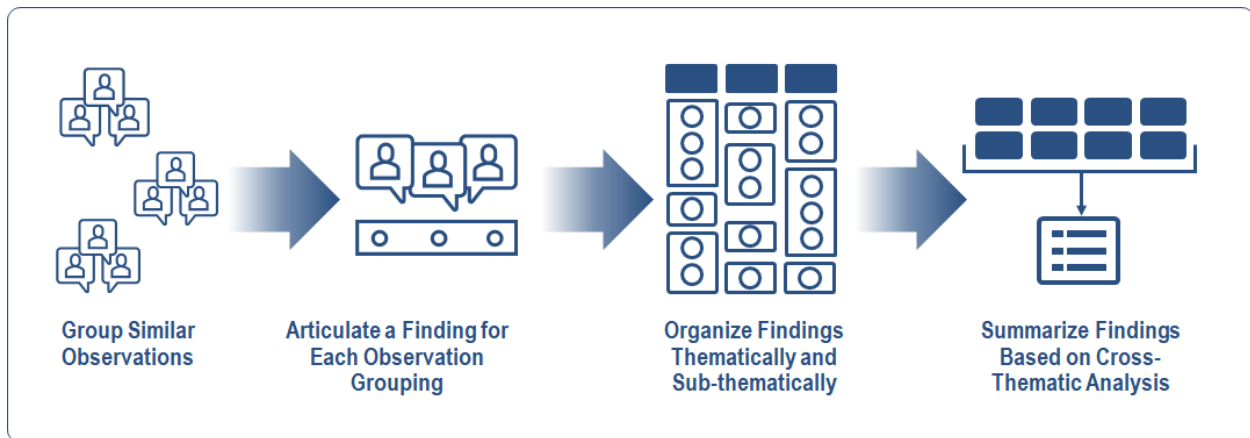 Group Similar
Observations
Articulate a Finding for
Each Observation
Grouping
Organize Findings
Thematically and
Sub-thematically
Summarize Findings
Based on Cross-
Thematic Analysis